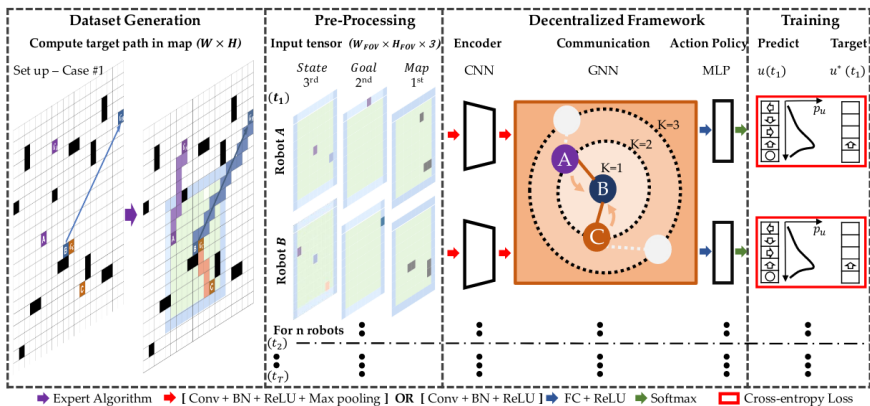 Dataset Generation
Compute target path in map (W × H)
Set up – Case #1
Pre-Processing
Input tensor (W_FOV × H_FOV × 3)
State Goal Map
3rd 2nd 1st
(t1)
Robot A
Robot B
For n robots
(t2)
(tT)
Decentralized Framework
Encoder Communication Action Policy
CNN GNN MLP
K=3
K=2
K=1
A
B
C
Training
Predict Target
u(t1) u*(t1)
pu
pu
Expert Algorithm [ Conv + BN + ReLU + Max pooling ] OR [ Conv + BN + ReLU ] FC + ReLU Softmax Cross-entropy Loss